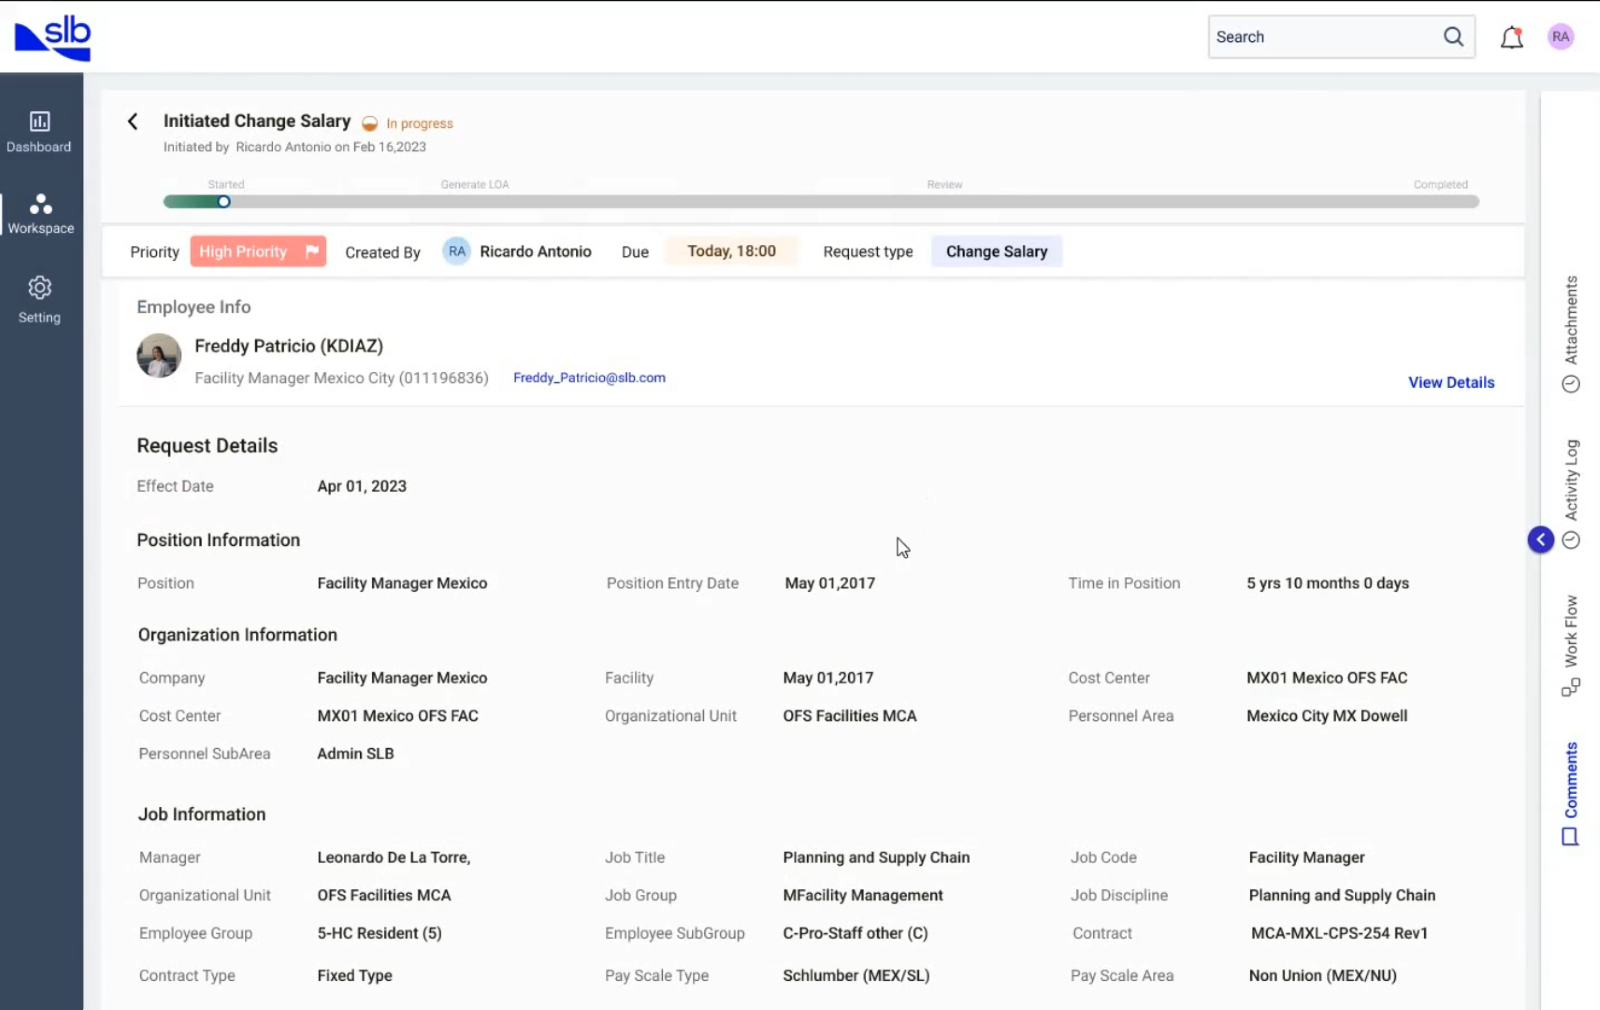 slb
Search
RA
Dashboard
Workspace
Setting
Initiated Change Salary In progress
Initiated by Ricardo Antonio on Feb 16,2023
Started Generate LOA Review Completed
Priority High Priority Created By RA Ricardo Antonio Due Today, 18:00 Request type Change Salary
Employee Info
Freddy Patricio (KDIAZ)
Facility Manager Mexico City (011196836) Freddy_Patricio@slb.com
View Details
Request Details
Effect Date Apr 01, 2023
Position Information
Position Facility Manager Mexico Position Entry Date May 01,2017 Time in Position 5 yrs 10 months 0 days
Organization Information
Company Facility Manager Mexico Facility May 01,2017 Cost Center MX01 Mexico OFS FAC
Cost Center MX01 Mexico OFS FAC Organizational Unit OFS Facilities MCA Personnel Area Mexico City MX Dowell
Personnel SubArea Admin SLB
Job Information
Manager Leonardo De La Torre, Job Title Planning and Supply Chain Job Code Facility Manager
Organizational Unit OFS Facilities MCA Job Group MFacility Management Job Discipline Planning and Supply Chain
Employee Group 5-HC Resident (5) Employee SubGroup C-Pro-Staff other (C) Contract MCA-MXL-CPS-254 Rev1
Contract Type Fixed Type Pay Scale Type Schlumber (MEX/SL) Pay Scale Area Non Union (MEX/NU)
Attachments
Activity Log
Work Flow
Comments